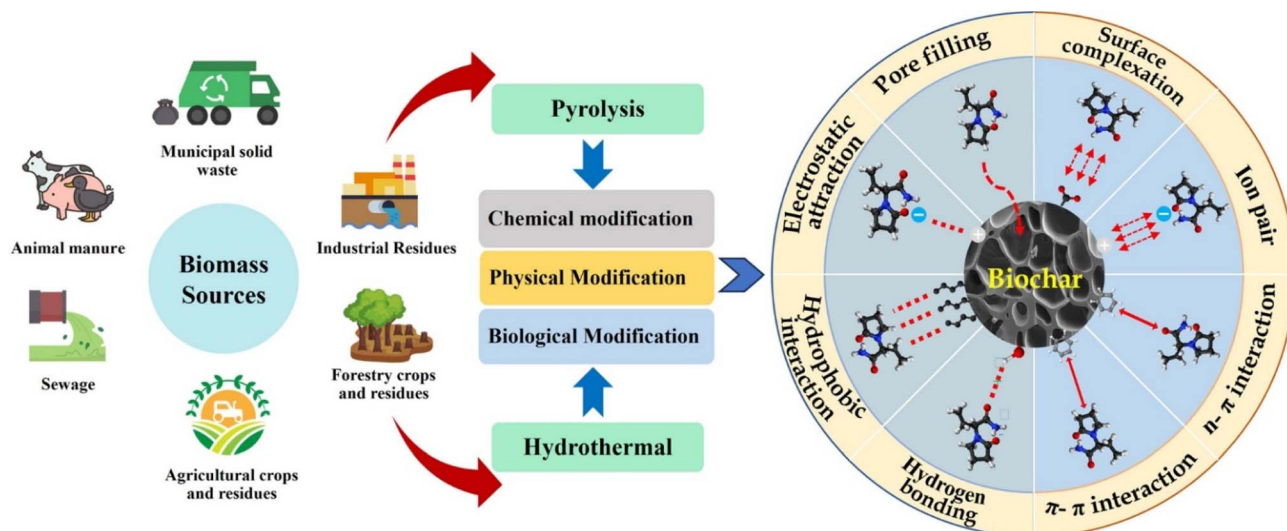 Municipal solid
waste
Animal manure
Biomass
Sources
Sewage
Agricultural crops
and residues
Industrial Residues
Forestry crops
and residues
Pyrolysis
Chemical modification
Physical Modification
Biological Modification
Hydrothermal
Pore filling
Surface
complexation
Ion pair
n- π interaction
π- π interaction
Hydrogen
bonding
Hydrophobic
interaction
Electrostatic
attraction
Biochar